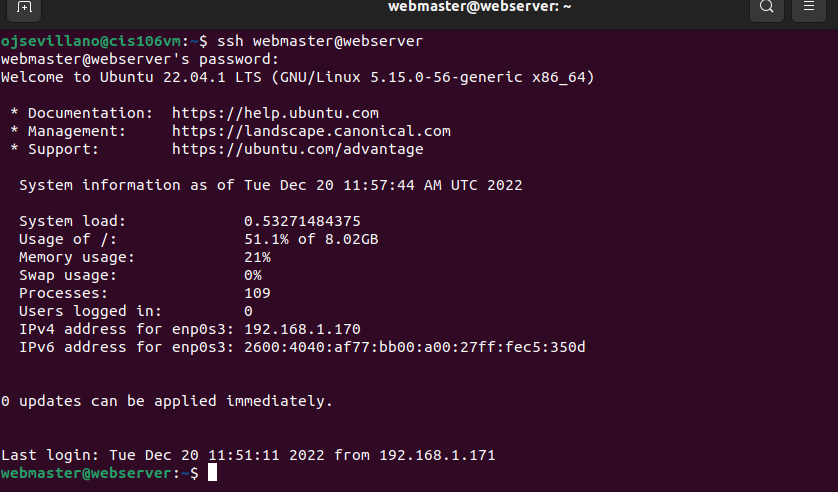 webmaster@webserver: ~
ojsevillano@cis106vm:~$ ssh webmaster@webserver
webmaster@webserver's password:
Welcome to Ubuntu 22.04.1 LTS (GNU/Linux 5.15.0-56-generic x86_64)
* Documentation:  https://help.ubuntu.com
* Management:     https://landscape.canonical.com
* Support:        https://ubuntu.com/advantage
System information as of Tue Dec 20 11:57:44 AM UTC 2022
System load:             0.53271484375
Usage of /:              51.1% of 8.02GB
Memory usage:            21%
Swap usage:              0%
Processes:               109
Users logged in:         0
IPv4 address for enp0s3: 192.168.1.170
IPv6 address for enp0s3: 2600:4040:af77:bb00:a00:27ff:fec5:350d
0 updates can be applied immediately.
Last login: Tue Dec 20 11:51:11 2022 from 192.168.1.171
webmaster@webserver:~$